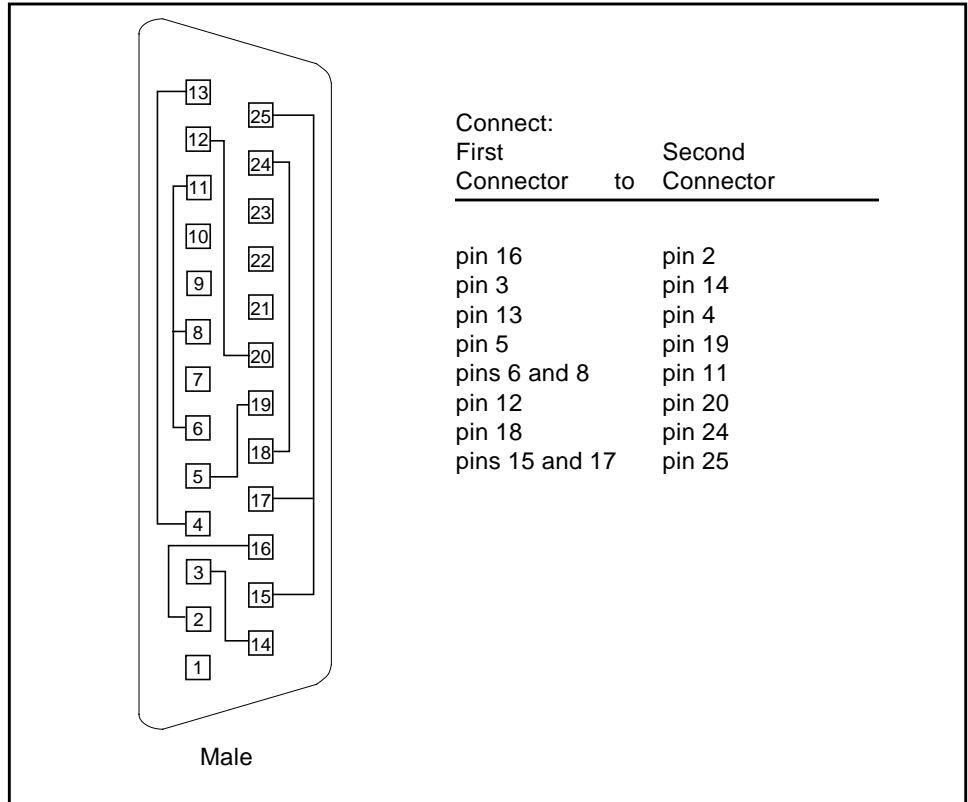 13
25
12
24
11
23
10
22
9
21
8
20
7
19
6
18
5
17
4
16
3
15
2
14
1
Male
Connect:
First Second
Connector to Connector
pin 16 pin 2
pin 3 pin 14
pin 13 pin 4
pin 5 pin 19
pins 6 and 8 pin 11
pin 12 pin 20
pin 18 pin 24
pins 15 and 17 pin 25